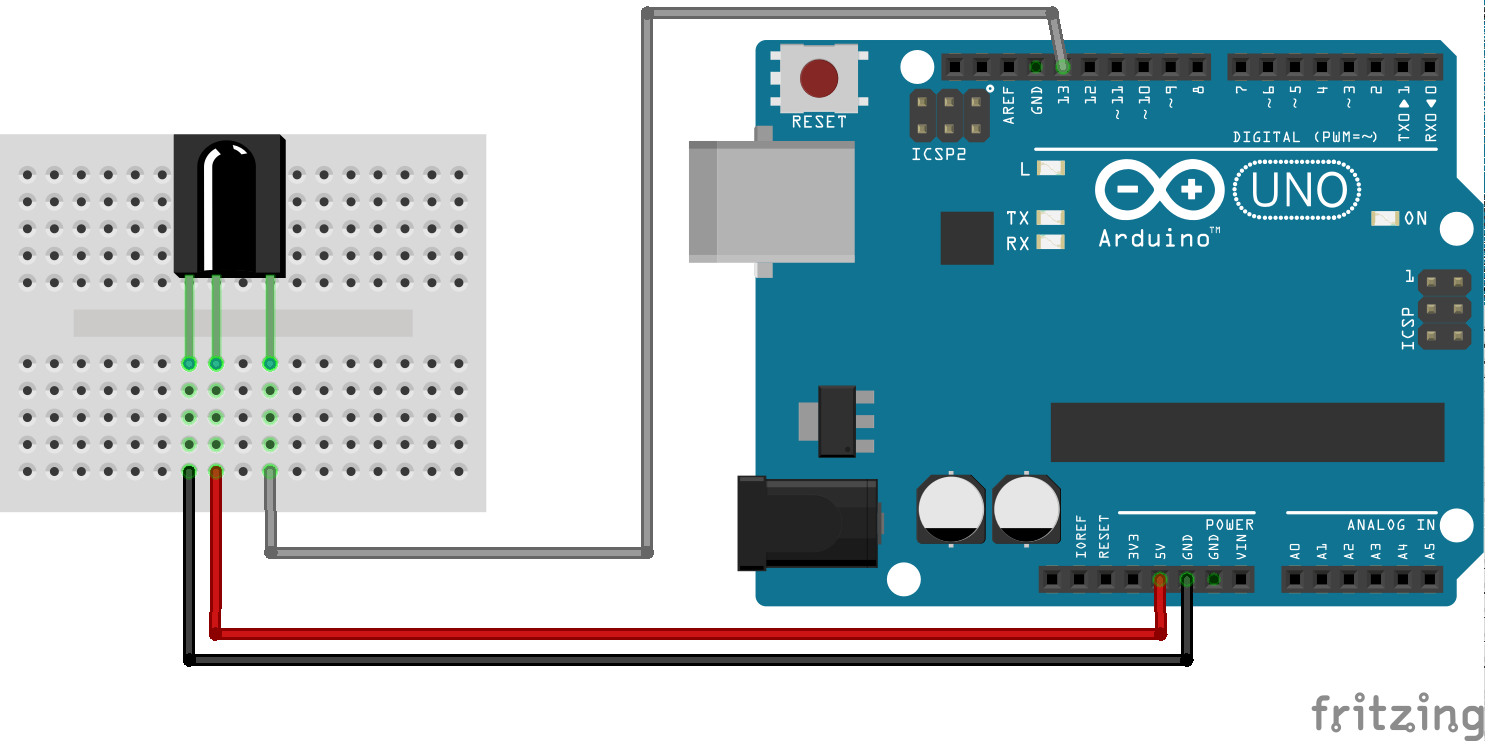 RESET
ICSP2
AREF
GND
13
12
~11
~10
~9
8
7
~6
~5
4
~3
2
TX0▶1
RX0◀0
DIGITAL (PWM=~)
L
TX
RX
UNO
Arduino™
ON
1
ICSP
IOREF
RESET
3V3
5V
GND
GND
VIN
POWER
ANALOG IN
A0
A1
A2
A3
A4
A5
fritzing